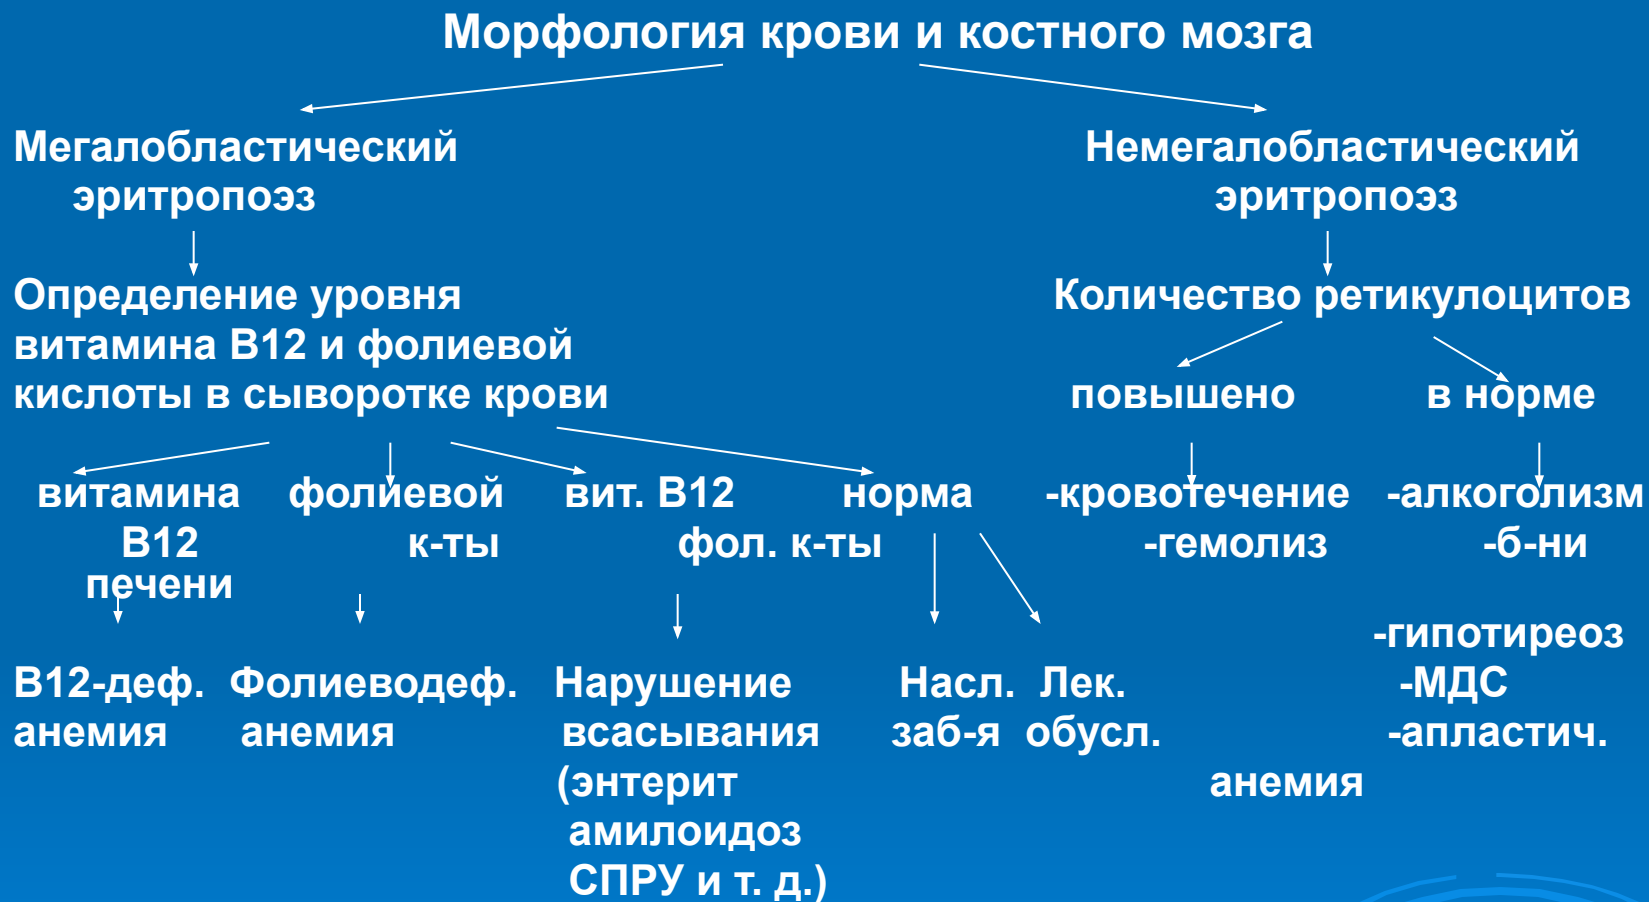 Морфология крови и костного мозга
Мегалобластический Немегалобластический
эритропоэз эритропоэз
Определение уровня Количество ретикулоцитов
витамина В12 и фолиевой
кислоты в сыворотке крови повышено в норме
витамина фолиевой вит. В12 норма -кровотечение -алкоголизм
В12 к-ты фол. к-ты -гемолиз -б-ни
печени
-гипотиреоз
В12-деф. Фолиеводеф. Нарушение Насл. Лек. -МДС
анемия анемия всасывания заб-я обусл. -апластич.
(энтерит анемия
амилоидоз
СПРУ и т. д.)